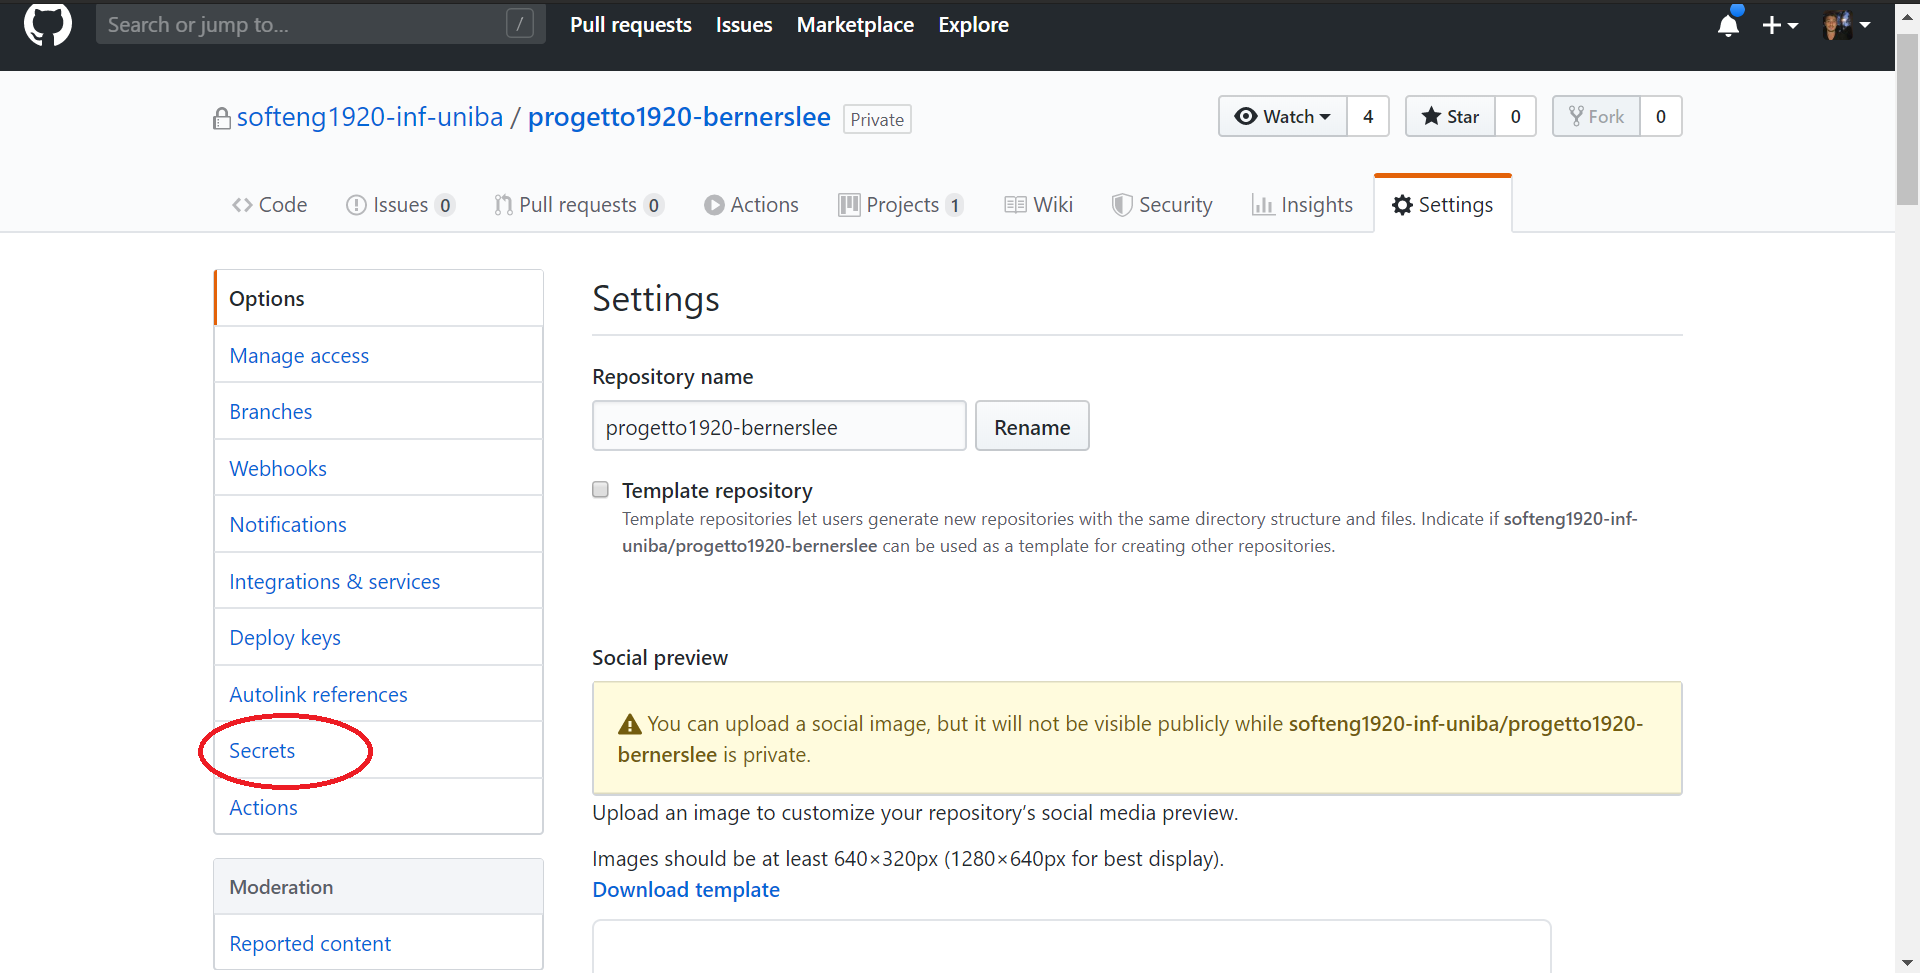 Search or jump to... /
Pull requests Issues Marketplace Explore
softeng1920-inf-uniba / progetto1920-bernerslee Private
Watch 4 Star 0 Fork 0
Code Issues 0 Pull requests 0 Actions Projects 1 Wiki Security Insights Settings
Options
Manage access
Branches
Webhooks
Notifications
Integrations & services
Deploy keys
Autolink references
Secrets
Actions
Moderation
Reported content
Settings
Repository name
progetto1920-bernerslee Rename
Template repository
Template repositories let users generate new repositories with the same directory structure and files. Indicate if softeng1920-inf-
uniba/progetto1920-bernerslee can be used as a template for creating other repositories.
Social preview
You can upload a social image, but it will not be visible publicly while softeng1920-inf-uniba/progetto1920-
bernerslee is private.
Upload an image to customize your repository’s social media preview.
Images should be at least 640×320px (1280×640px for best display).
Download template